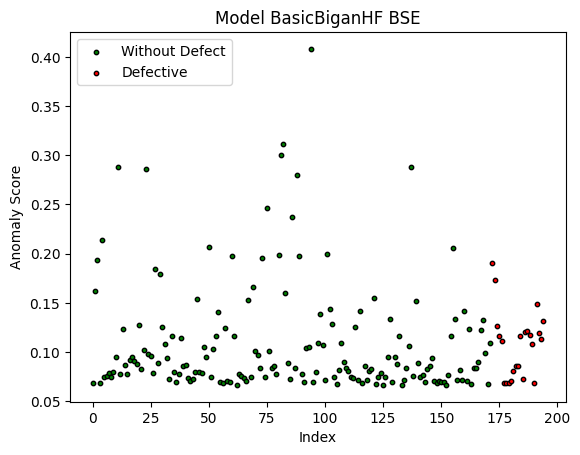 Model BasicBiganHF BSE
Without Defect
Defective
0.40
0.35
0.30
0.25
0.20
0.15
0.10
0.05
Anomaly Score
0 25 50 75 100 125 150 175 200
Index